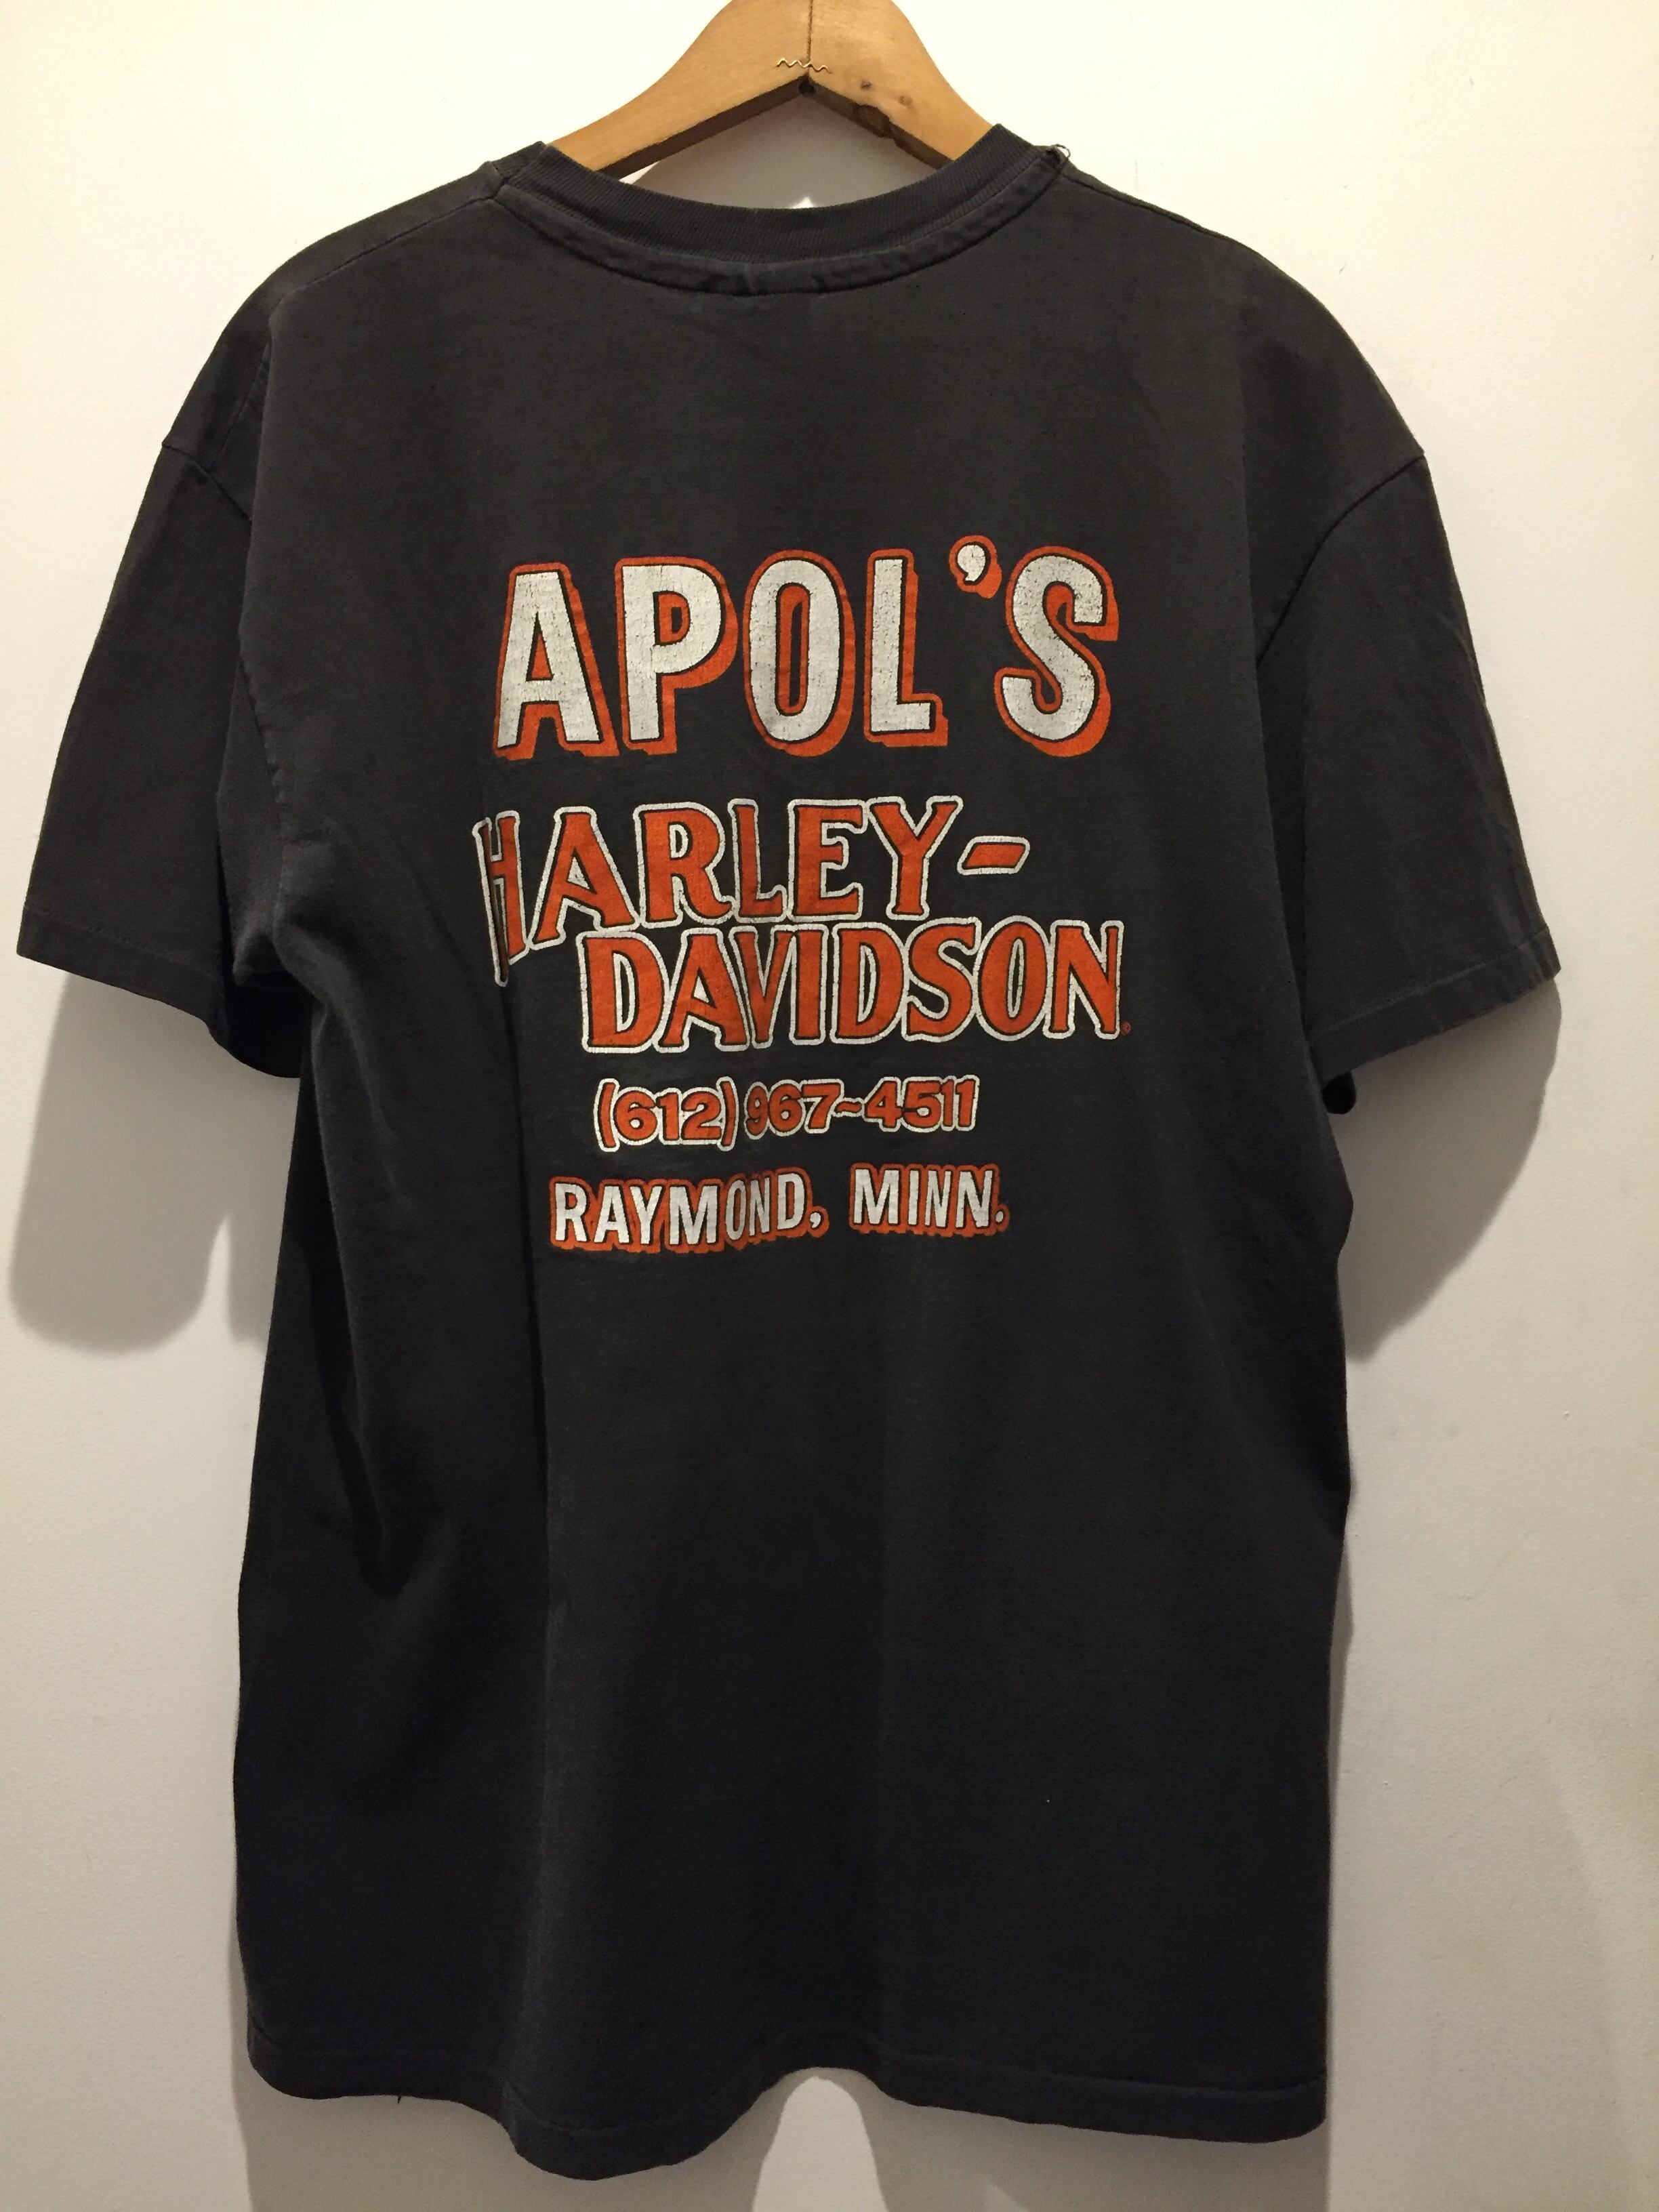 APOL'S
HARLEY-
DAVIDSON
(612) 967-4511
RAYMOND, MINN.